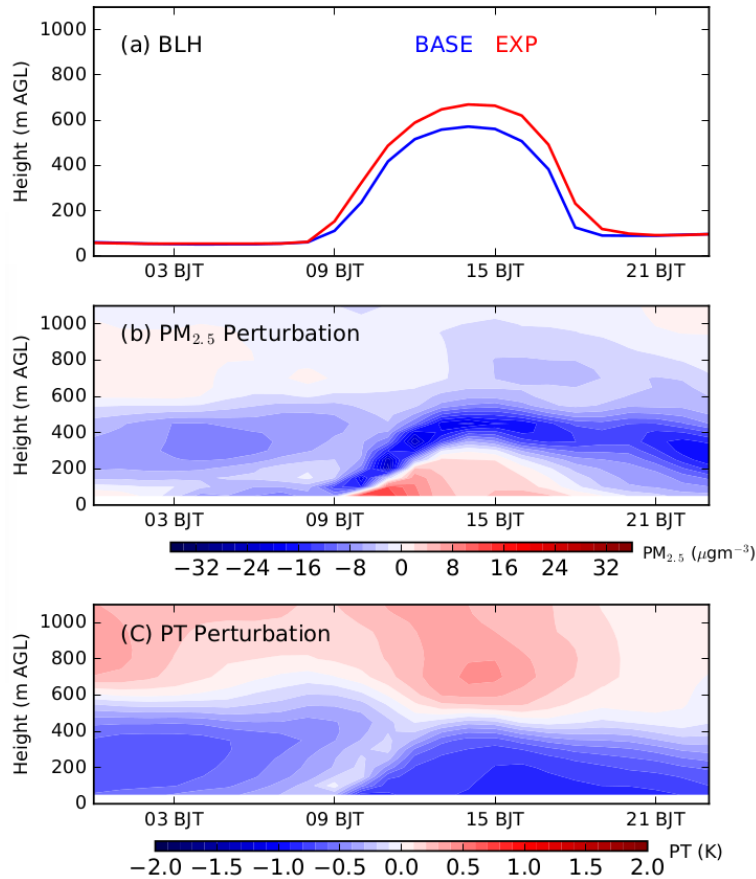 (a) BLH BASE EXP
Height (m AGL)
1000
800
600
400
200
0
03 BJT 09 BJT 15 BJT 21 BJT
(b) PM2.5 Perturbation
Height (m AGL)
1000
800
600
400
200
0
03 BJT 09 BJT 15 BJT 21 BJT
−32 −24 −16 −8 0 8 16 24 32 PM2.5 (μgm−3)
(C) PT Perturbation
Height (m AGL)
1000
800
600
400
200
0
03 BJT 09 BJT 15 BJT 21 BJT
−2.0 −1.5 −1.0 −0.5 0.0 0.5 1.0 1.5 2.0 PT (K)